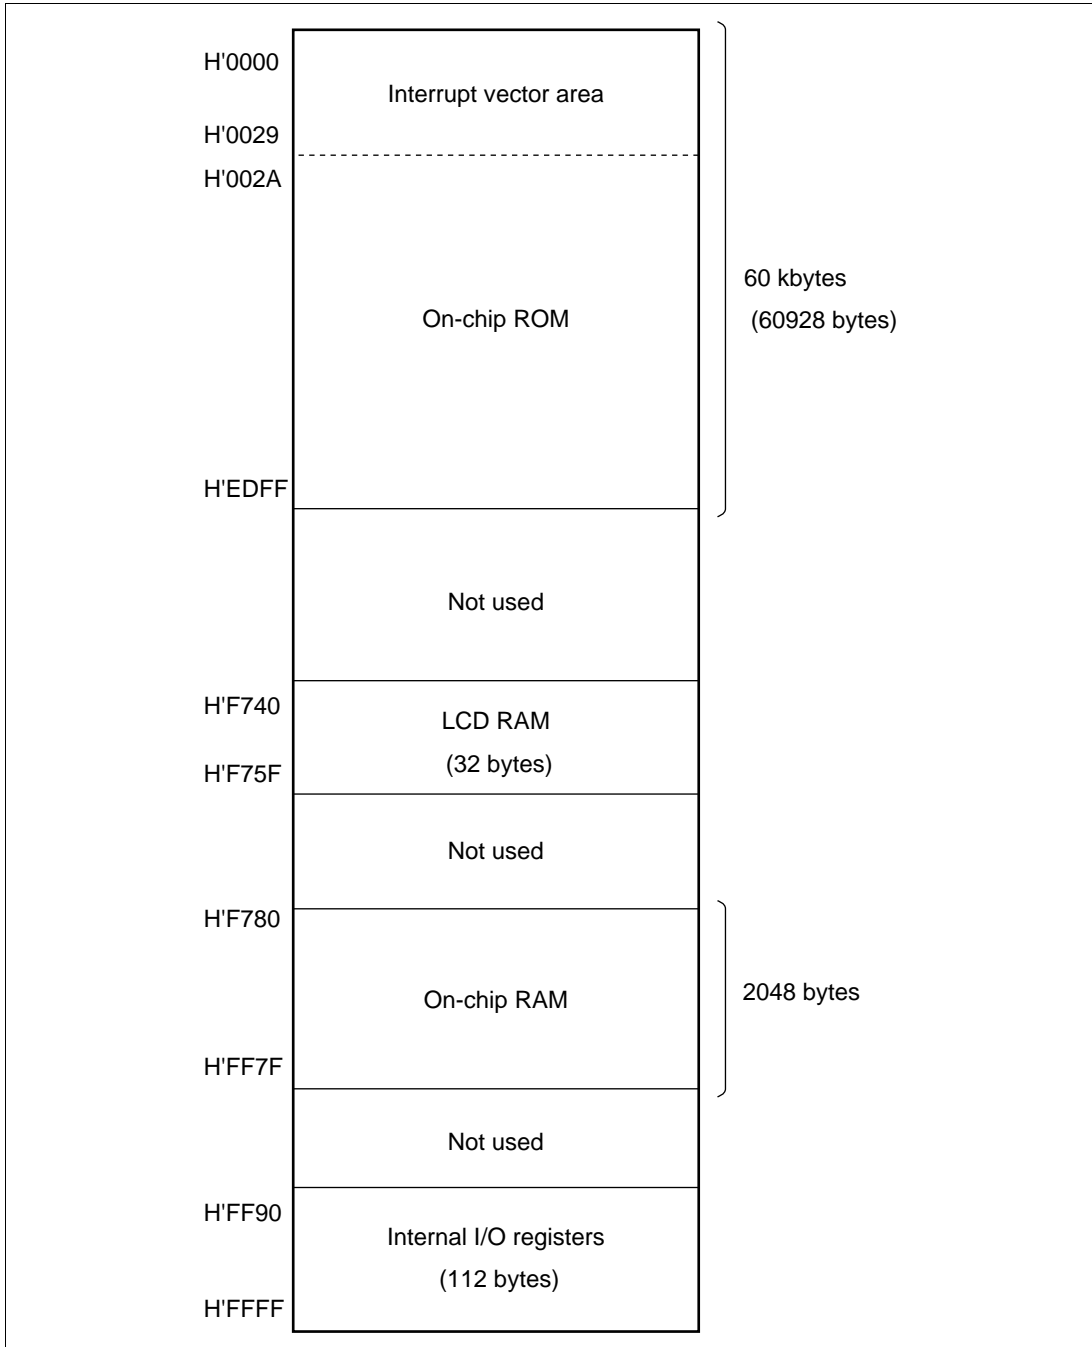 H'0000
Interrupt vector area
H'0029
H'002A
60 kbytes
(60928 bytes)
On-chip ROM
H'EDFF
Not used
H'F740
LCD RAM
(32 bytes)
H'F75F
Not used
H'F780
On-chip RAM
2048 bytes
H'FF7F
Not used
H'FF90
Internal I/O registers
(112 bytes)
H'FFFF